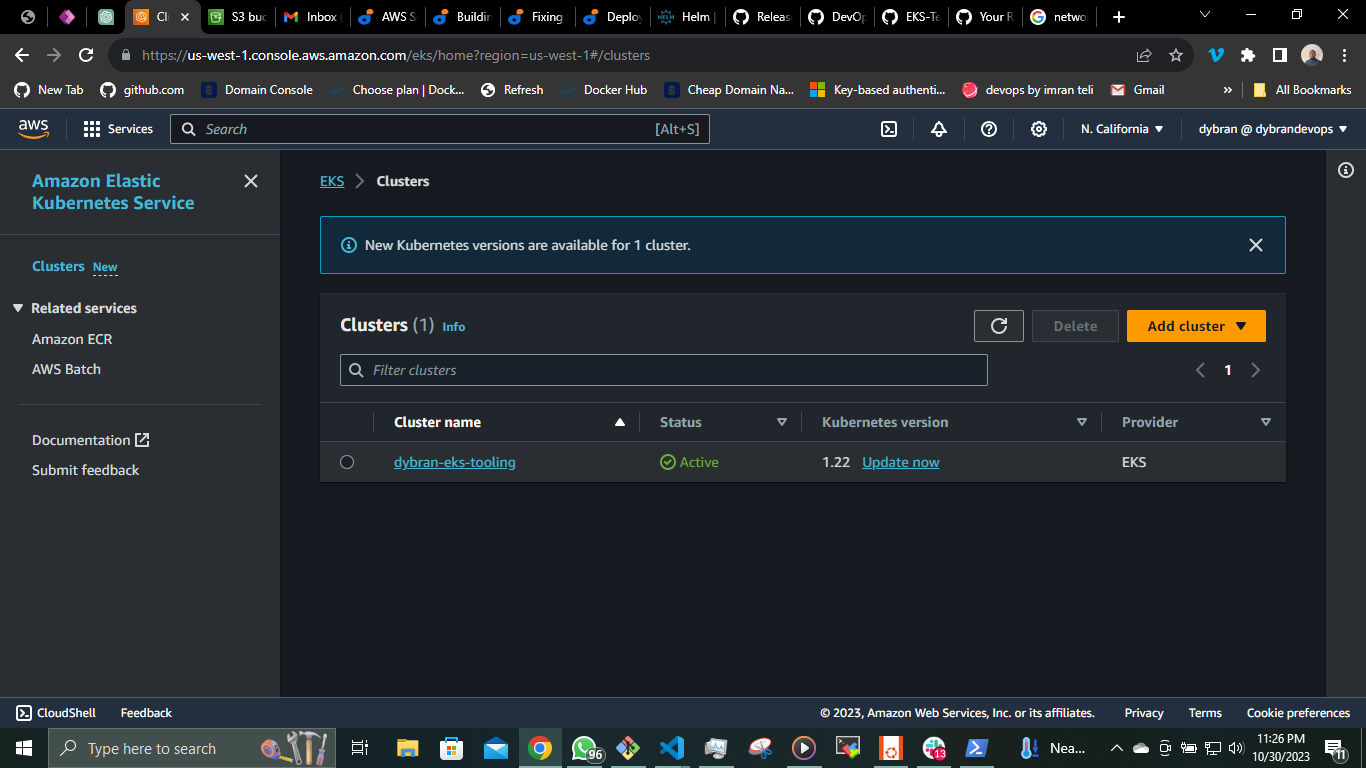 Clu
S3 buc
Inbox (
AWS S
Buildin
Fixing
Deploy
Helm |
Release
DevOp
EKS-Te
Your R
netwo
https://us-west-1.console.aws.amazon.com/eks/home?region=us-west-1#/clusters
New Tab
github.com
Domain Console
Choose plan | Dock...
Refresh
Docker Hub
Cheap Domain Na...
Key-based authenti...
devops by imran teli
Gmail
»
All Bookmarks
aws
Services
Search
[Alt+S]
N. California
dybran @ dybrandevops
Amazon Elastic
Kubernetes Service
Clusters New
Related services
Amazon ECR
AWS Batch
Documentation
Submit feedback
EKS
Clusters
New Kubernetes versions are available for 1 cluster.
Clusters (1) Info
Delete
Add cluster
Filter clusters
1
Cluster name
Status
Kubernetes version
Provider
dybran-eks-tooling
Active
1.22 Update now
EKS
CloudShell
Feedback
© 2023, Amazon Web Services, Inc. or its affiliates.
Privacy
Terms
Cookie preferences
Type here to search
96
13
Nea...
11:26 PM
10/30/2023
11